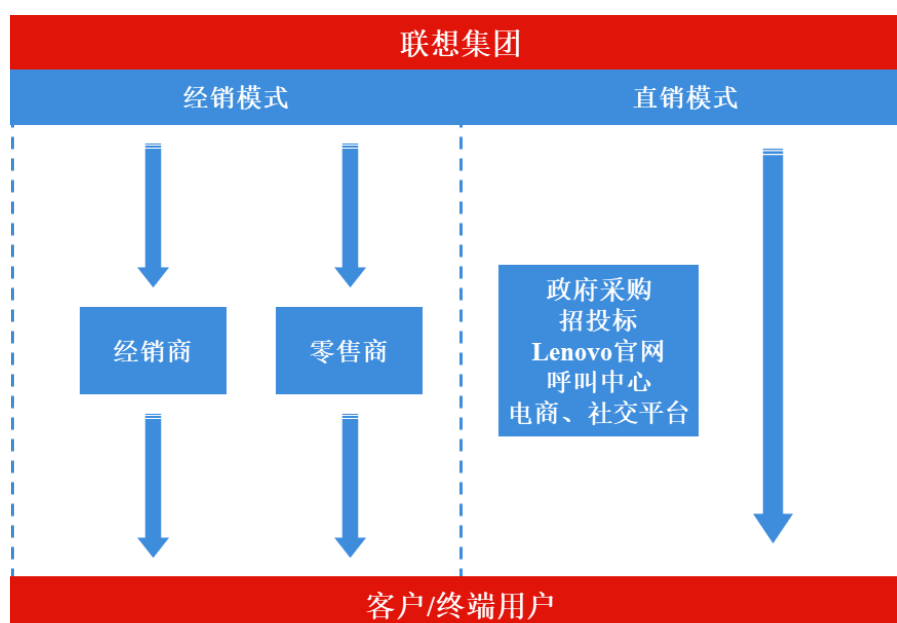 联想集团
经销模式
直销模式
经销商
零售商
政府采购
招投标
Lenovo官网
呼叫中心
电商、社交平台
客户/终端用户